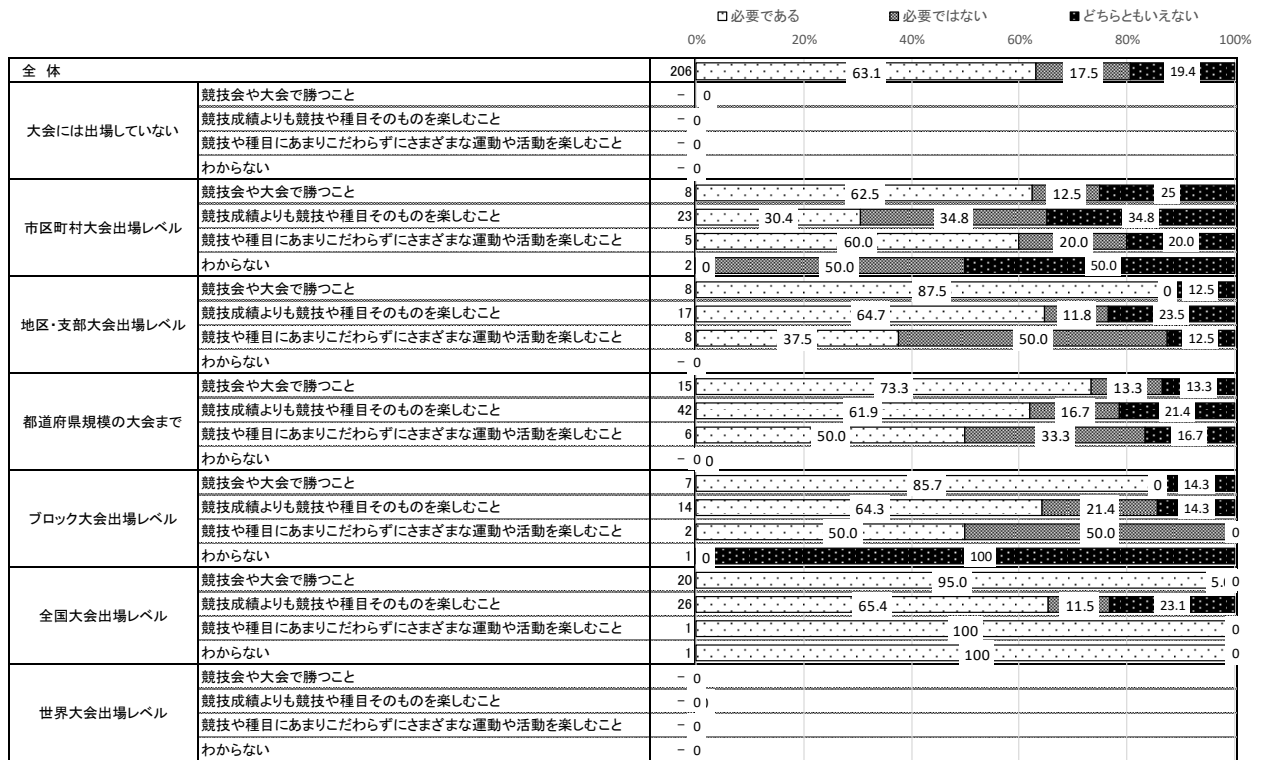 必要である 必要ではない どちらともいえない
0% 20% 40% 60% 80% 100%
全 体 206 63.1 17.5 19.4
大会には出場していない
競技会や大会で勝つこと - 0
競技成績よりも競技や種目そのものを楽しむこと - 0
競技や種目にあまりこだわらずにさまざまな運動や活動を楽しむこと - 0
わからない - 0
市区町村大会出場レベル
競技会や大会で勝つこと 8 62.5 12.5 25
競技成績よりも競技や種目そのものを楽しむこと 23 30.4 34.8 34.8
競技や種目にあまりこだわらずにさまざまな運動や活動を楽しむこと 5 60.0 20.0 20.0
わからない 2 0 50.0 50.0
地区・支部大会出場レベル
競技会や大会で勝つこと 8 87.5 0 12.5
競技成績よりも競技や種目そのものを楽しむこと 17 64.7 11.8 23.5
競技や種目にあまりこだわらずにさまざまな運動や活動を楽しむこと 8 37.5 50.0 12.5
わからない - 0
都道府県規模の大会まで
競技会や大会で勝つこと 15 73.3 13.3 13.3
競技成績よりも競技や種目そのものを楽しむこと 42 61.9 16.7 21.4
競技や種目にあまりこだわらずにさまざまな運動や活動を楽しむこと 6 50.0 33.3 16.7
わからない - 0 0
ブロック大会出場レベル
競技会や大会で勝つこと 7 85.7 0 14.3
競技成績よりも競技や種目そのものを楽しむこと 14 64.3 21.4 14.3
競技や種目にあまりこだわらずにさまざまな運動や活動を楽しむこと 2 50.0 50.0 0
わからない 1 0 100
全国大会出場レベル
競技会や大会で勝つこと 20 95.0 5. 0
競技成績よりも競技や種目そのものを楽しむこと 26 65.4 11.5 23.1
競技や種目にあまりこだわらずにさまざまな運動や活動を楽しむこと 1 100 0
わからない 1 100 0
世界大会出場レベル
競技会や大会で勝つこと - 0
競技成績よりも競技や種目そのものを楽しむこと - 0
競技や種目にあまりこだわらずにさまざまな運動や活動を楽しむこと - 0
わからない - 0